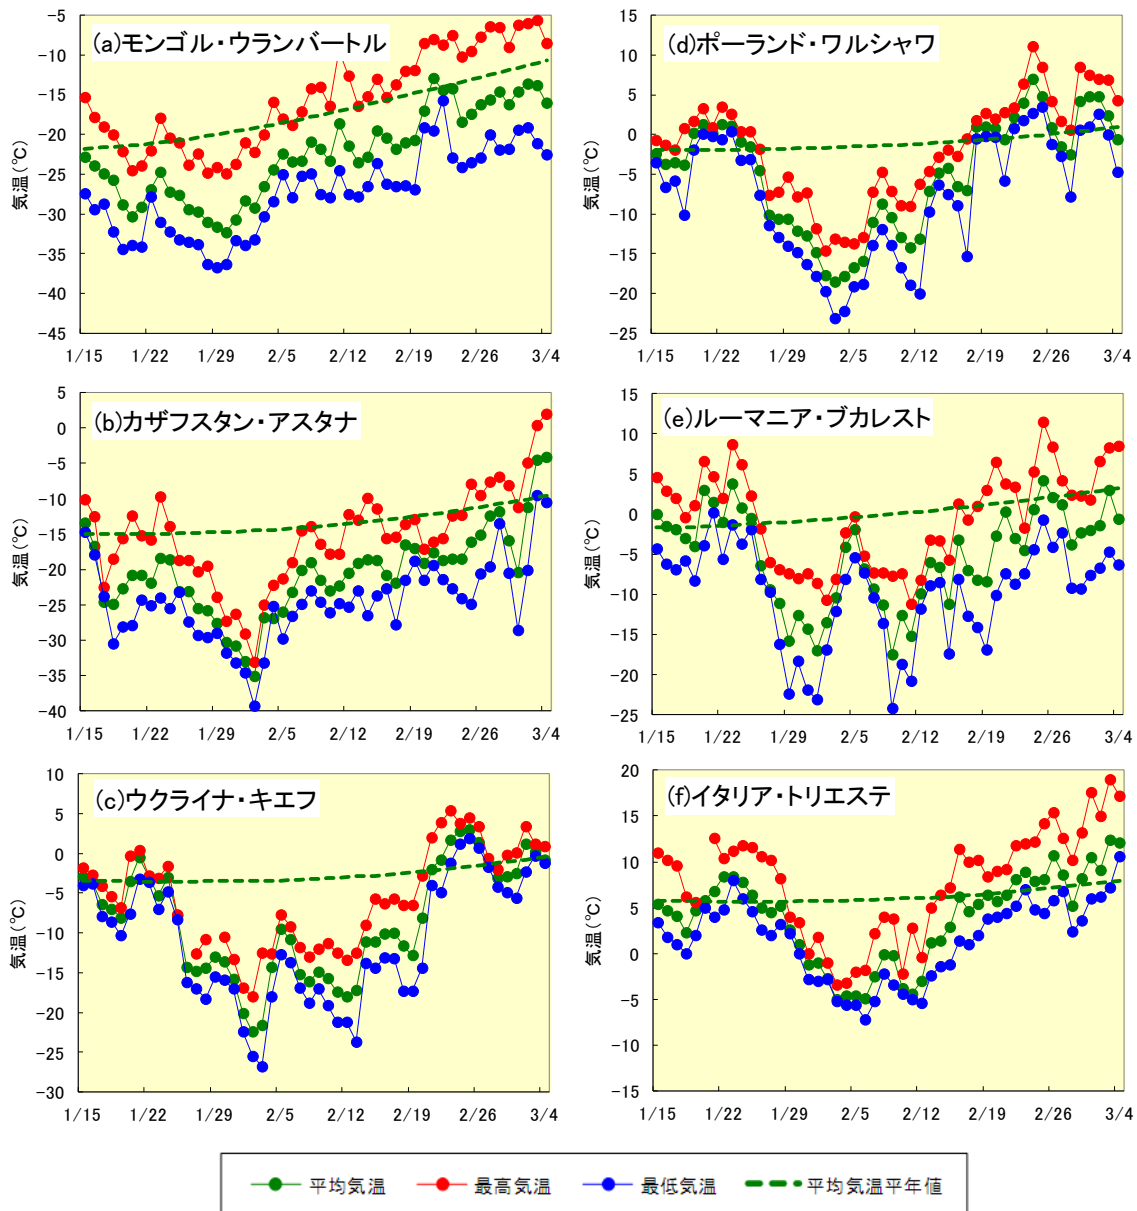 (a)モンゴル・ウランバートル
気温(℃)
-5
-10
-15
-20
-25
-30
-35
-40
-45
1/15 1/22 1/29 2/5 2/12 2/19 2/26 3/4
(d)ポーランド・ワルシャワ
気温(℃)
15
10
5
0
-5
-10
-15
-20
-25
1/15 1/22 1/29 2/5 2/12 2/19 2/26 3/4
(b)カザフスタン・アスタナ
気温(℃)
5
0
-5
-10
-15
-20
-25
-30
-35
-40
1/15 1/22 1/29 2/5 2/12 2/19 2/26 3/4
(e)ルーマニア・ブカレスト
気温(℃)
15
10
5
0
-5
-10
-15
-20
-25
1/15 1/22 1/29 2/5 2/12 2/19 2/26 3/4
(c)ウクライナ・キエフ
気温(℃)
10
5
0
-5
-10
-15
-20
-25
-30
1/15 1/22 1/29 2/5 2/12 2/19 2/26 3/4
(f)イタリア・トリエステ
気温(℃)
20
15
10
5
0
-5
-10
-15
1/15 1/22 1/29 2/5 2/12 2/19 2/26 3/4
平均気温 最高気温 最低気温 平均気温平年値